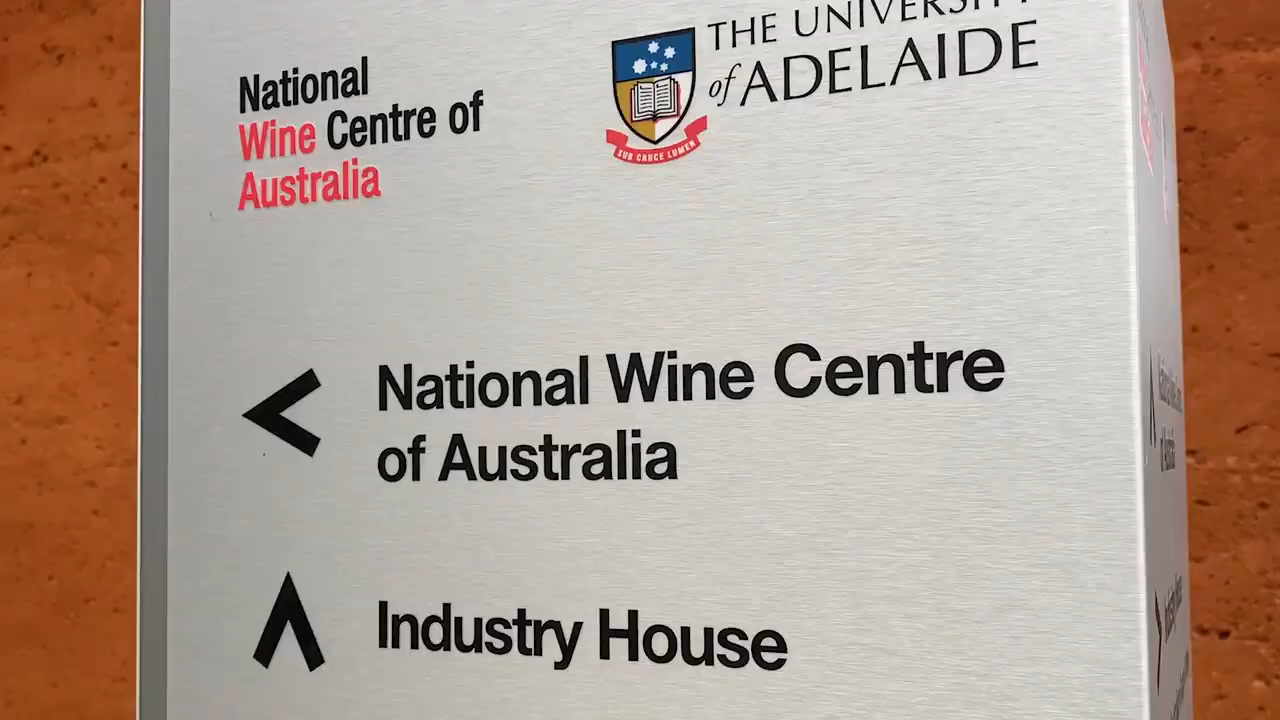 National
Wine Centre of
Australia
THE UNIVERSITY
of ADELAIDE
SUB CRUCE LUMEN
National Wine Centre
of Australia
Industry House